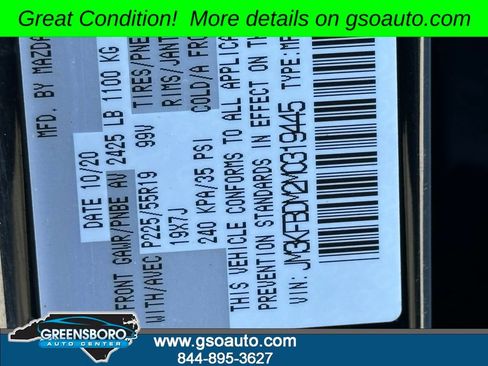 Great Condition! More details on gsoauto.com
MFD. BY MAZDA
DATE 10/20
FRONT GAWR/PNBE AV 2425 LB 1100 KG
WITH/AVEC P225/55R19 99V TIRES/PNE
19X7J RIMS/JANT
240 KPA/35 PSI COLD/A FRO
THIS VEHICLE CONFORMS TO ALL APPLICA
PREVENTION STANDARDS IN EFFECT ON TH
VIN: JM3KFBDM2M0319445 TYPE:MP
GREENSBORO
AUTO CENTER
www.gsoauto.com
844-895-3627